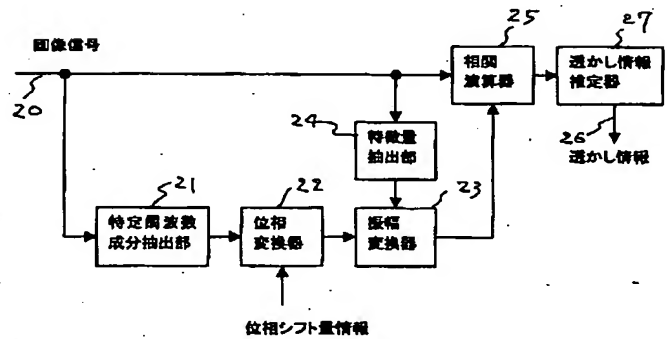 画像信号
20
25
相関
演算器
27
透かし情報
推定器
24
特徴量
抽出部
26
透かし情報
21
特定周波数
成分抽出部
22
位相
変換器
23
振幅
変換器
位相シフト量情報